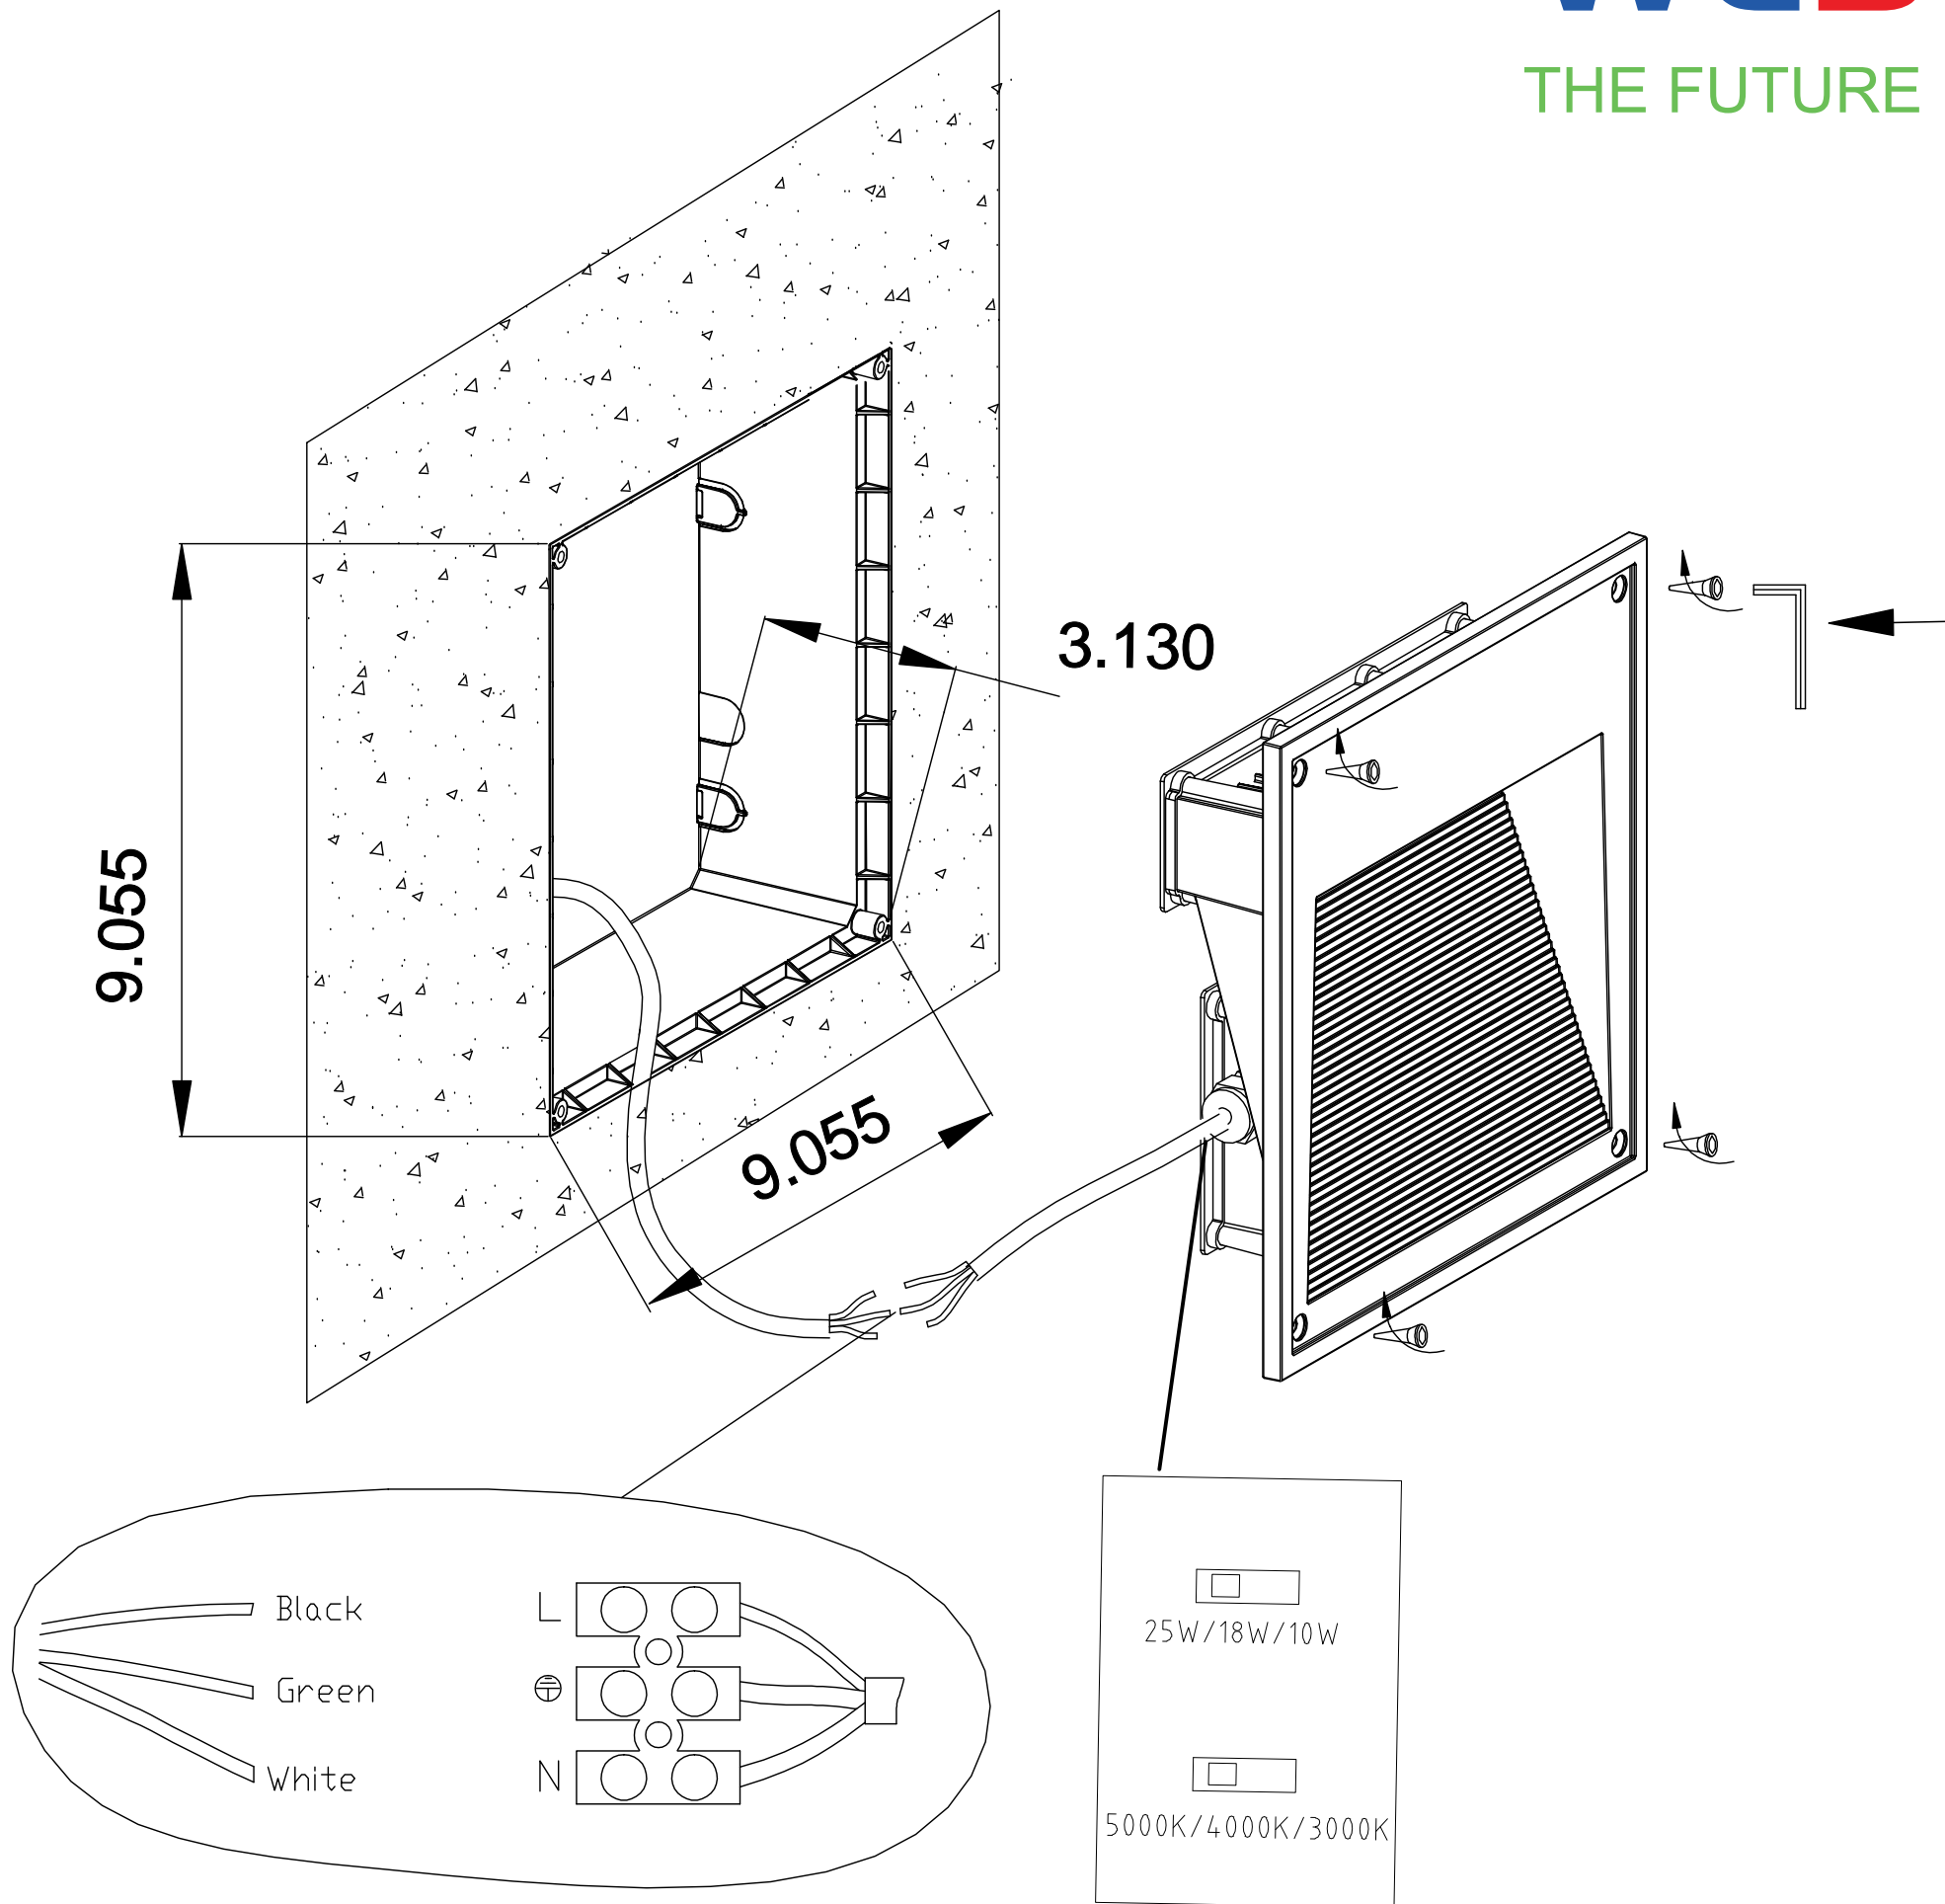 THE FUTURE
3.130
9.055
9.055
Black
L
25W/18W/10W
Green
White
N
5000K/4000K/3000K